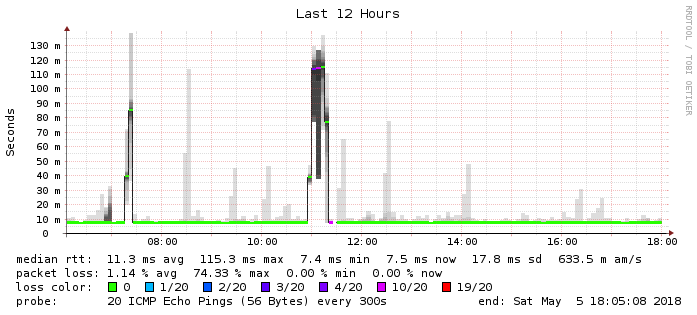 Last 12 Hours
RRDTOOL / TOBI OETIKER
Seconds
130 m
120 m
110 m
100 m
90 m
80 m
70 m
60 m
50 m
40 m
30 m
20 m
10 m
0
08:00 10:00 12:00 14:00 16:00 18:00
median rtt: 11.3 ms avg 115.3 ms max 7.4 ms min 7.5 ms now 17.8 ms sd 633.5 m am/s
packet loss: 1.14 % avg 74.33 % max 0.00 % min 0.00 % now
loss color: 0 1/20 2/20 3/20 4/20 10/20 19/20
probe: 20 ICMP Echo Pings (56 Bytes) every 300s end: Sat May 5 18:05:08 2018